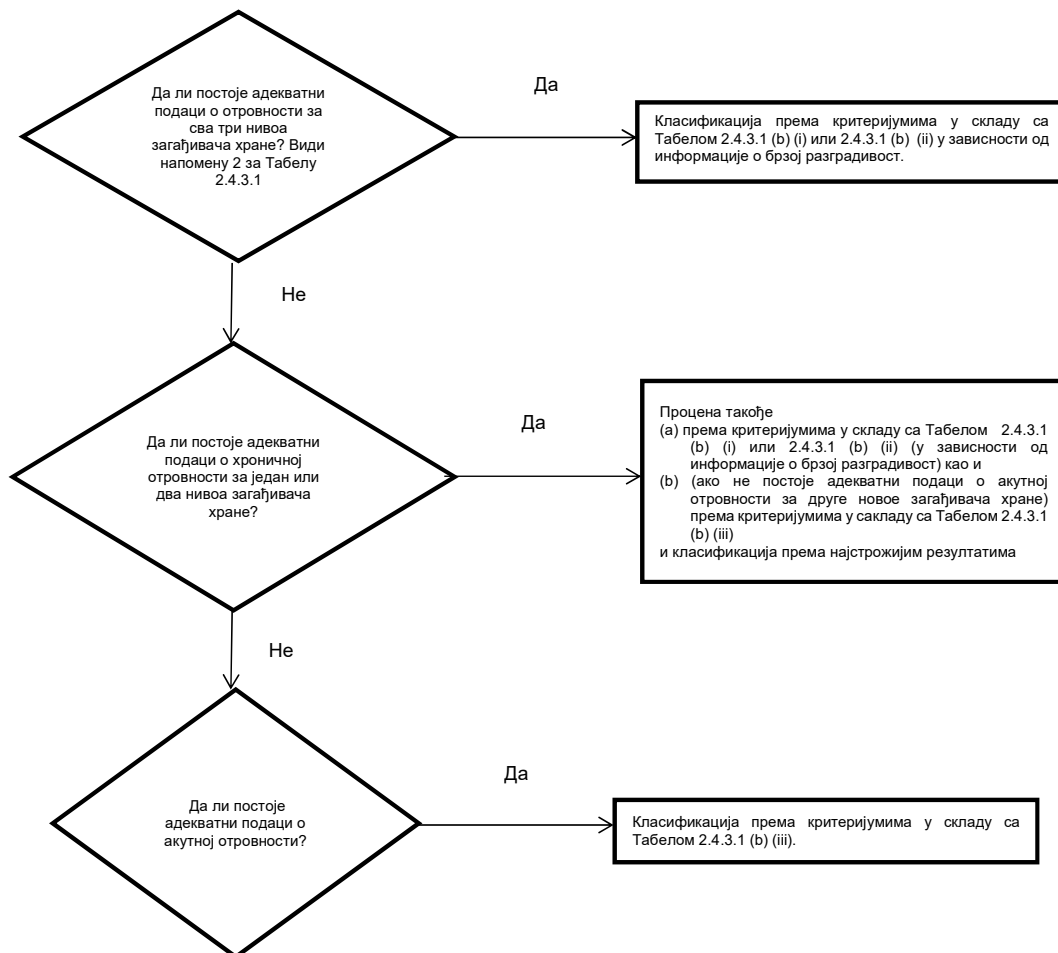 Да ли постоје адекватни
подаци о отровности за
сва три нивоа
загађивача хране? Види
напомену 2 за Табелу
2.4.3.1
Да
Класификација према критеријумима у складу са
Табелом 2.4.3.1 (b) (i) или 2.4.3.1 (b) (ii) у зависности од
информације о брзој разградивост.
Не
Да ли постоје адекватни
подаци о хроничној
отровности за један или
два нивоа загађивача
хране?
Да
Процена такође
(a) према критеријумима у складу са Табелом 2.4.3.1
(b) (i) или 2.4.3.1 (b) (ii) (у зависности од
информације о брзој разградивост) као и
(b) (ако не постоје адекватни подаци о акутној
отровности за друге новое загађивача хране)
према критеријумима у сакладу са Табелом 2.4.3.1
(b) (iii)
и класификација према најстрожијим резултатима
Не
Да ли постоје
адекватни подаци о
акутној отровности?
Да
Класификација према критеријумима у складу са
Табелом 2.4.3.1 (b) (iii).